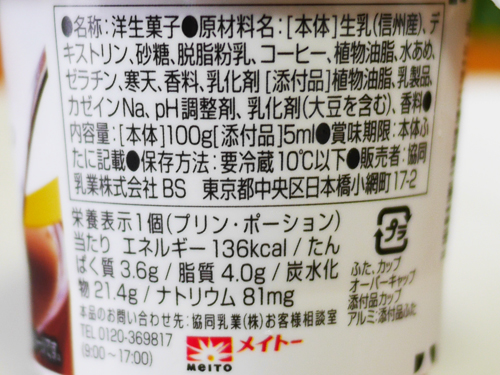 ●名称:洋生菓子●原材料名:[本体]生乳(信州産)、デ
キストリン、砂糖、脱脂粉乳、コーヒー、植物油脂、水あめ、
ゼラチン、寒天、香料、乳化剤 [添付品]植物油脂、乳製品、
カゼインNa、pH調整剤、乳化剤(大豆を含む)、香料●
内容量:[本体]100g[添付品]5ml●賞味期限:本体ふ
たに記載●保存方法:要冷蔵10℃以下●販売者:協同
乳業株式会社 BS 東京都中央区日本橋小網町17-2
栄養表示1個(プリン・ポーション)
当たり エネルギー136kcal/たん
ぱく質 3.6g/脂質 4.0g/炭水化
物 21.4g/ナトリウム 81mg
本品のお問い合わせ先:協同乳業(株)お客様相談室
TEL 0120-369817
(9:00〜17:00)
MEITO
メイトー
プラ
ふた、カップ
オーバーキャップ
添付品カップ
アルミ:添付品ふた